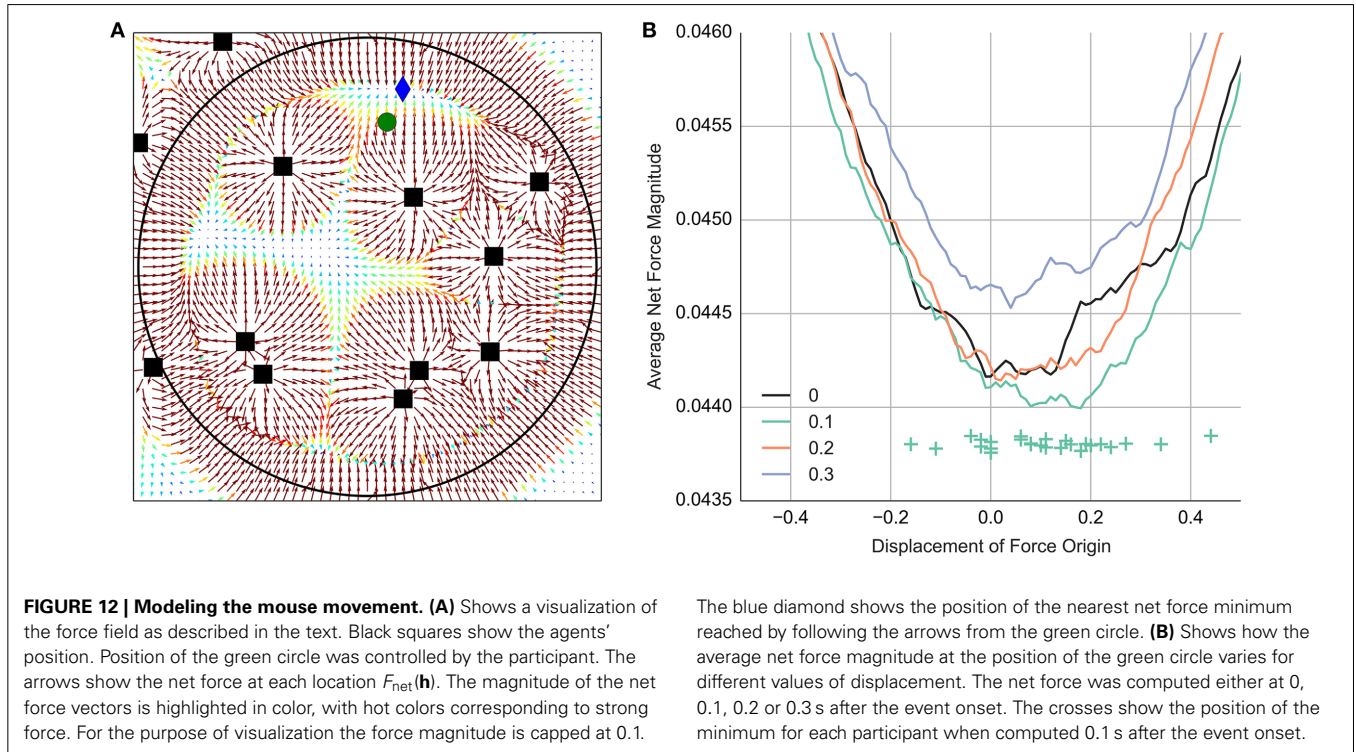 A
B
0.0460
0.0455
0.0450
0.0445
0.0440
0.0435
Average Net Force Magnitude
0
0.1
0.2
0.3
−0.4 −0.2 0.0 0.2 0.4
Displacement of Force Origin
FIGURE 12 | Modeling the mouse movement. (A) Shows a visualization of
the force field as described in the text. Black squares show the agents'
position. Position of the green circle was controlled by the participant. The
arrows show the net force at each location Fnet(h). The magnitude of the net
force vectors is highlighted in color, with hot colors corresponding to strong
force. For the purpose of visualization the force magnitude is capped at 0.1.
The blue diamond shows the position of the nearest net force minimum
reached by following the arrows from the green circle. (B) Shows how the
average net force magnitude at the position of the green circle varies for
different values of displacement. The net force was computed either at 0,
0.1, 0.2 or 0.3 s after the event onset. The crosses show the position of the
minimum for each participant when computed 0.1 s after the event onset.